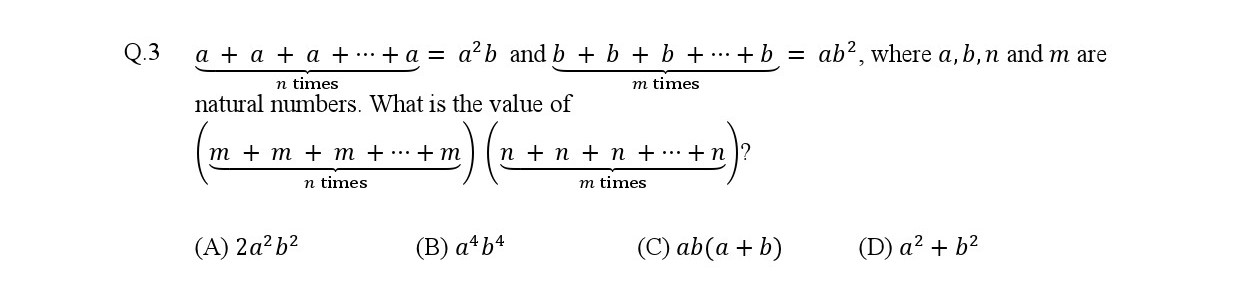 Q.3 a + a + a + ⋯ + a = a²b and b + b + b + ⋯ + b = ab², where a, b, n and m are
n times m times
natural numbers. What is the value of
(m + m + m + ⋯ + m) (n + n + n + ⋯ + n)?
n times m times
(A) 2a²b² (B) a⁴b⁴ (C) ab(a + b) (D) a² + b²